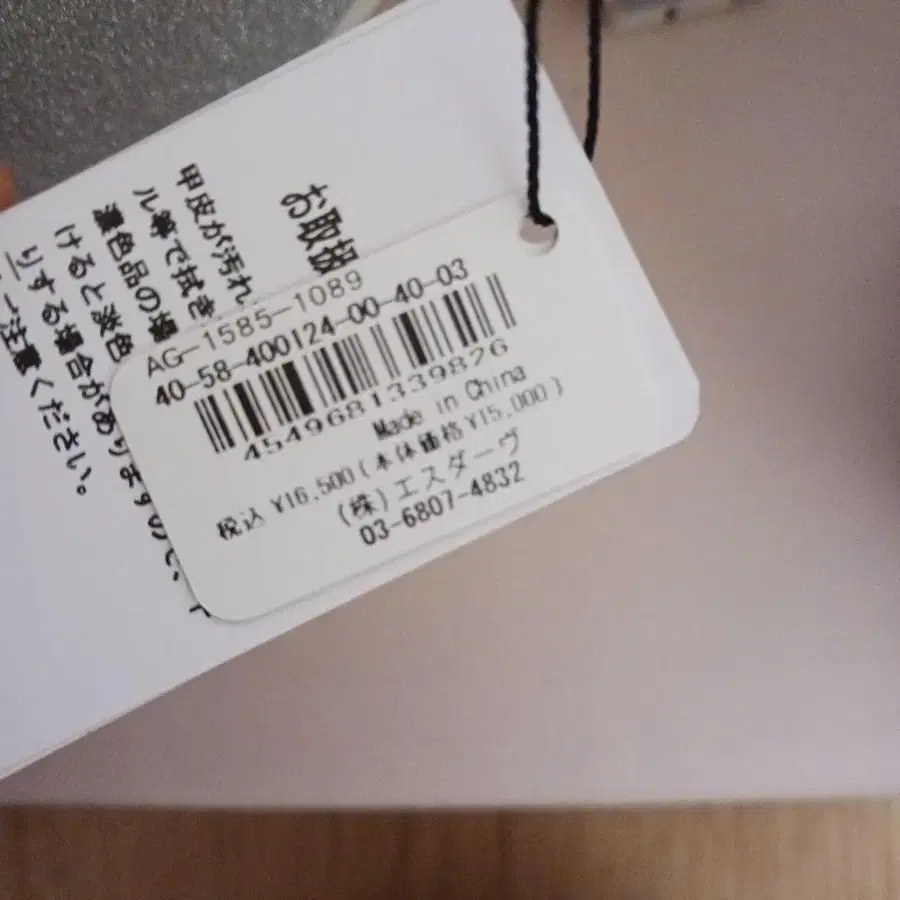 お取扱
甲皮が汚れ
ル等で拭き
濃色品の場
けると淡色
りする場合がありますので、十
ご注意ください。
AG-1585-1089
40-58-400124-00-40-03
4549681339876
Made in China
税込 ¥16,500(本体価格 ¥15,000)
(株)エスダーヴ
03-6807-4832